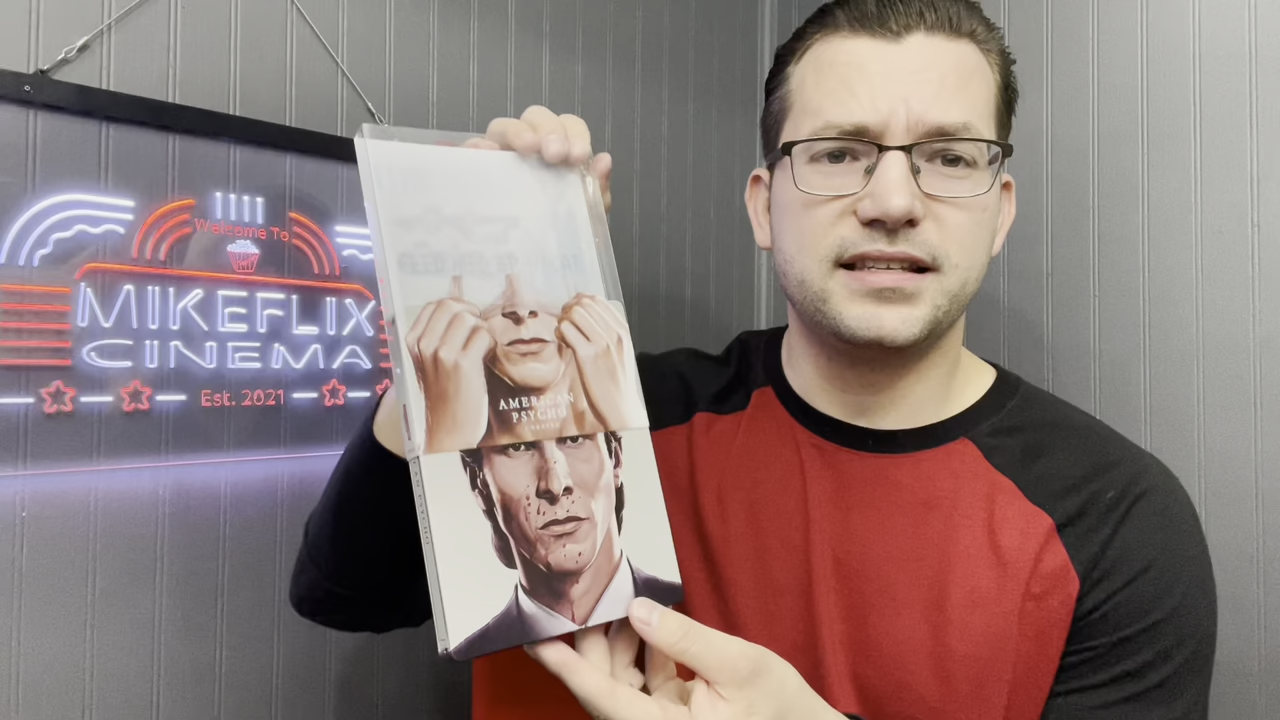 Welcome To
MIKEFLIX
CINEMA
Est. 2021
AMERICAN
PSYCHO